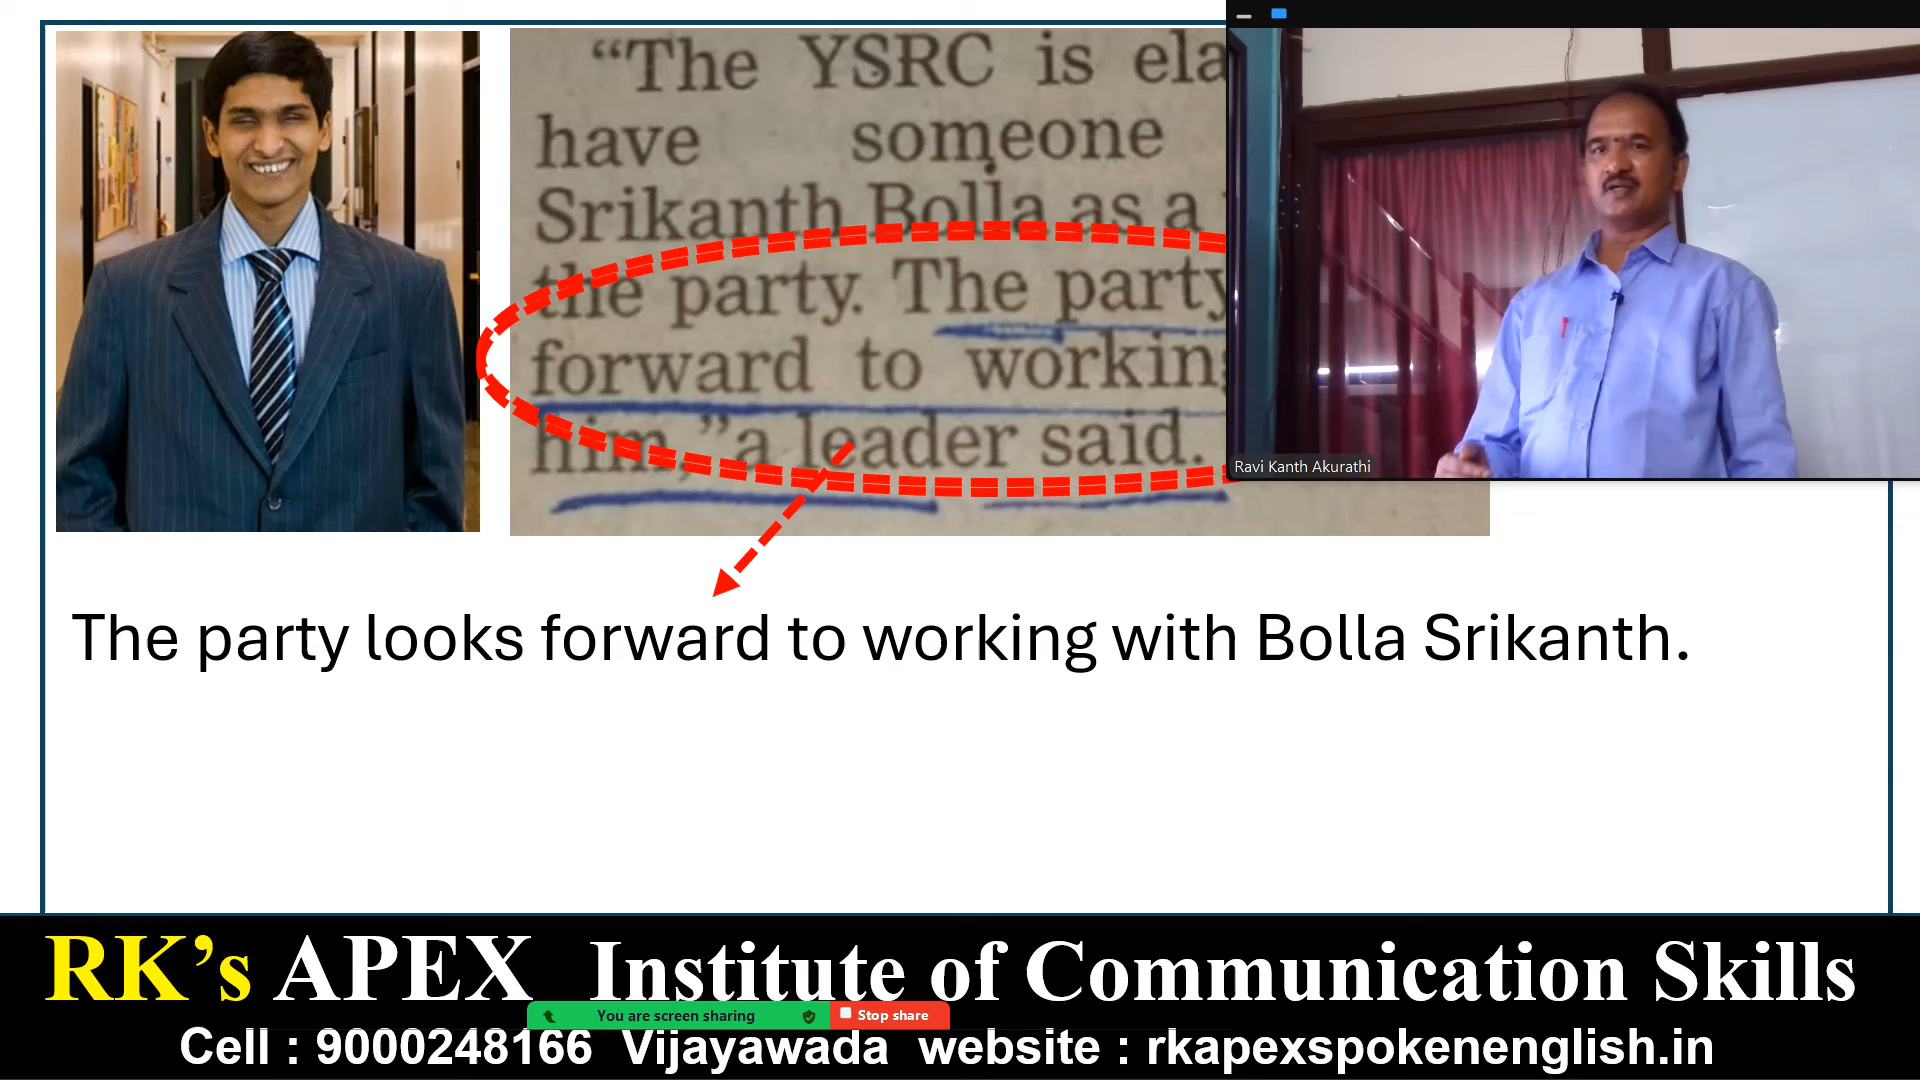 “The YSRC is
have someone
Srikanth Bolla as a
the party. The party
forward to
him,” a leader said.
Ravi Kanth Akurathi
The party looks forward to working with Bolla Srikanth.
RK’s APEX Institute of Communication Skills
You are screen sharing
Stop share
Cell : 9000248166 Vijayawada website : rkapexspokenenglish.in